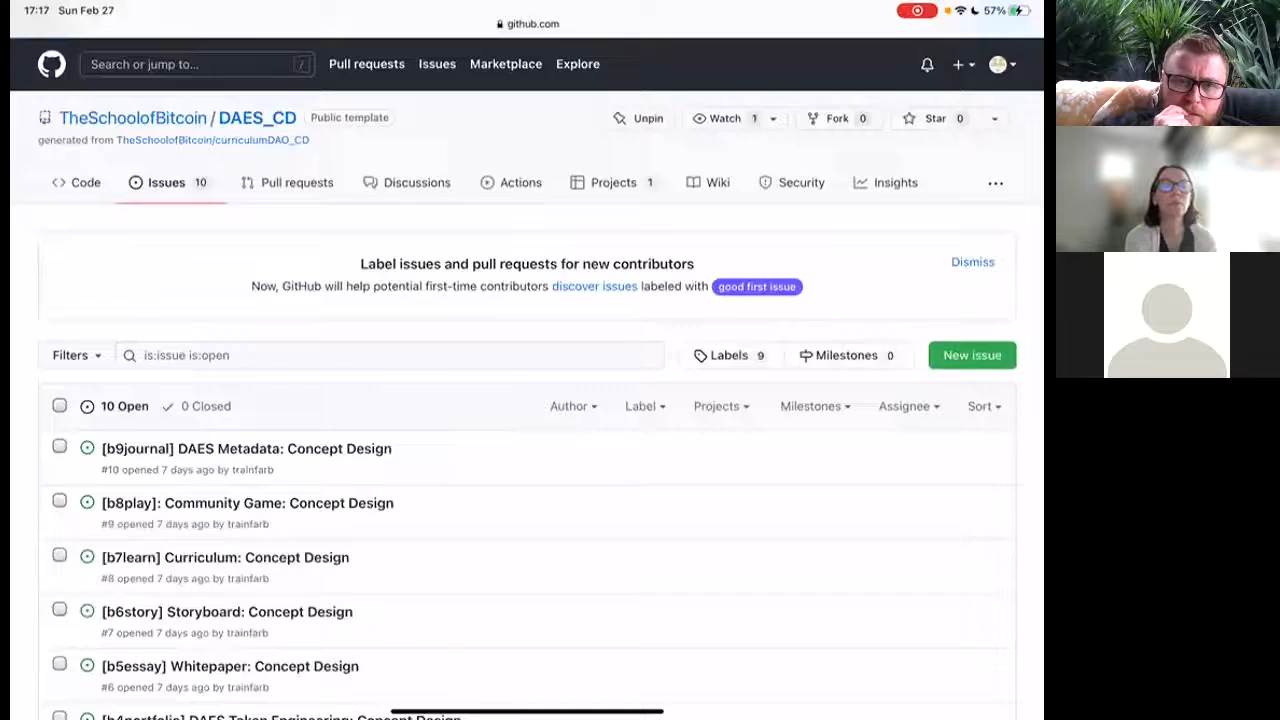 17:17 Sun Feb 27
57%
github.com
Search or jump to... /
Pull requests Issues Marketplace Explore
TheSchoolofBitcoin / DAES_CD Public template
Unpin Watch 1 Fork 0 Star 0
generated from TheSchoolofBitcoin/curriculumDAO_CD
Code Issues 10 Pull requests Discussions Actions Projects 1 Wiki Security Insights
Label issues and pull requests for new contributors
Dismiss
Now, GitHub will help potential first-time contributors discover issues labeled with good first issue
Filters is:issue is:open Labels 9 Milestones 0 New issue
10 Open 0 Closed Author Label Projects Milestones Assignee Sort
[b9journal] DAES Metadata: Concept Design
#10 opened 7 days ago by trainfarb
[b8play]: Community Game: Concept Design
#9 opened 7 days ago by trainfarb
[b7learn] Curriculum: Concept Design
#8 opened 7 days ago by trainfarb
[b6story] Storyboard: Concept Design
#7 opened 7 days ago by trainfarb
[b5essay] Whitepaper: Concept Design
#6 opened 7 days ago by trainfarb
[b4portfolio] DAES Token Engineering: Concept Design